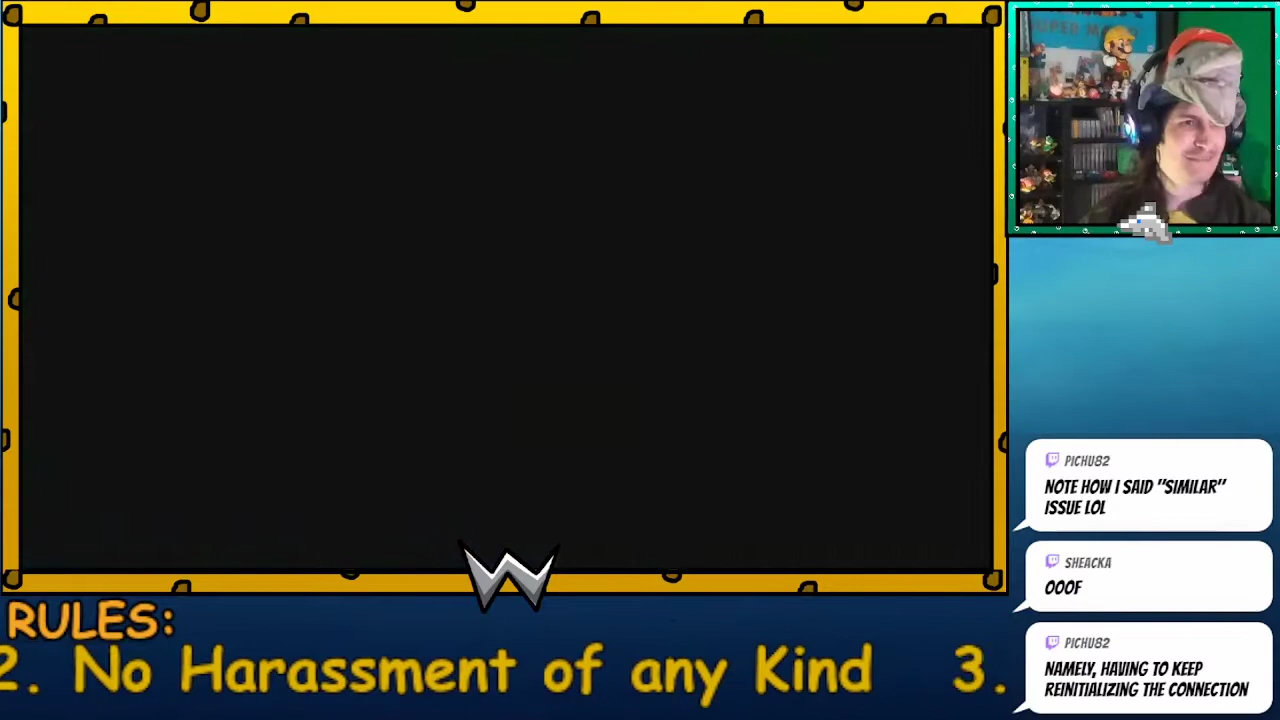 SUPER M
PICHU82
NOTE HOW I SAID "SIMILAR"
ISSUE LOL
SHEACKA
OOOF
PICHU82
NAMELY, HAVING TO KEEP
REINITIALIZING THE CONNECTION
RULES:
2. No Harassment of any Kind 3.